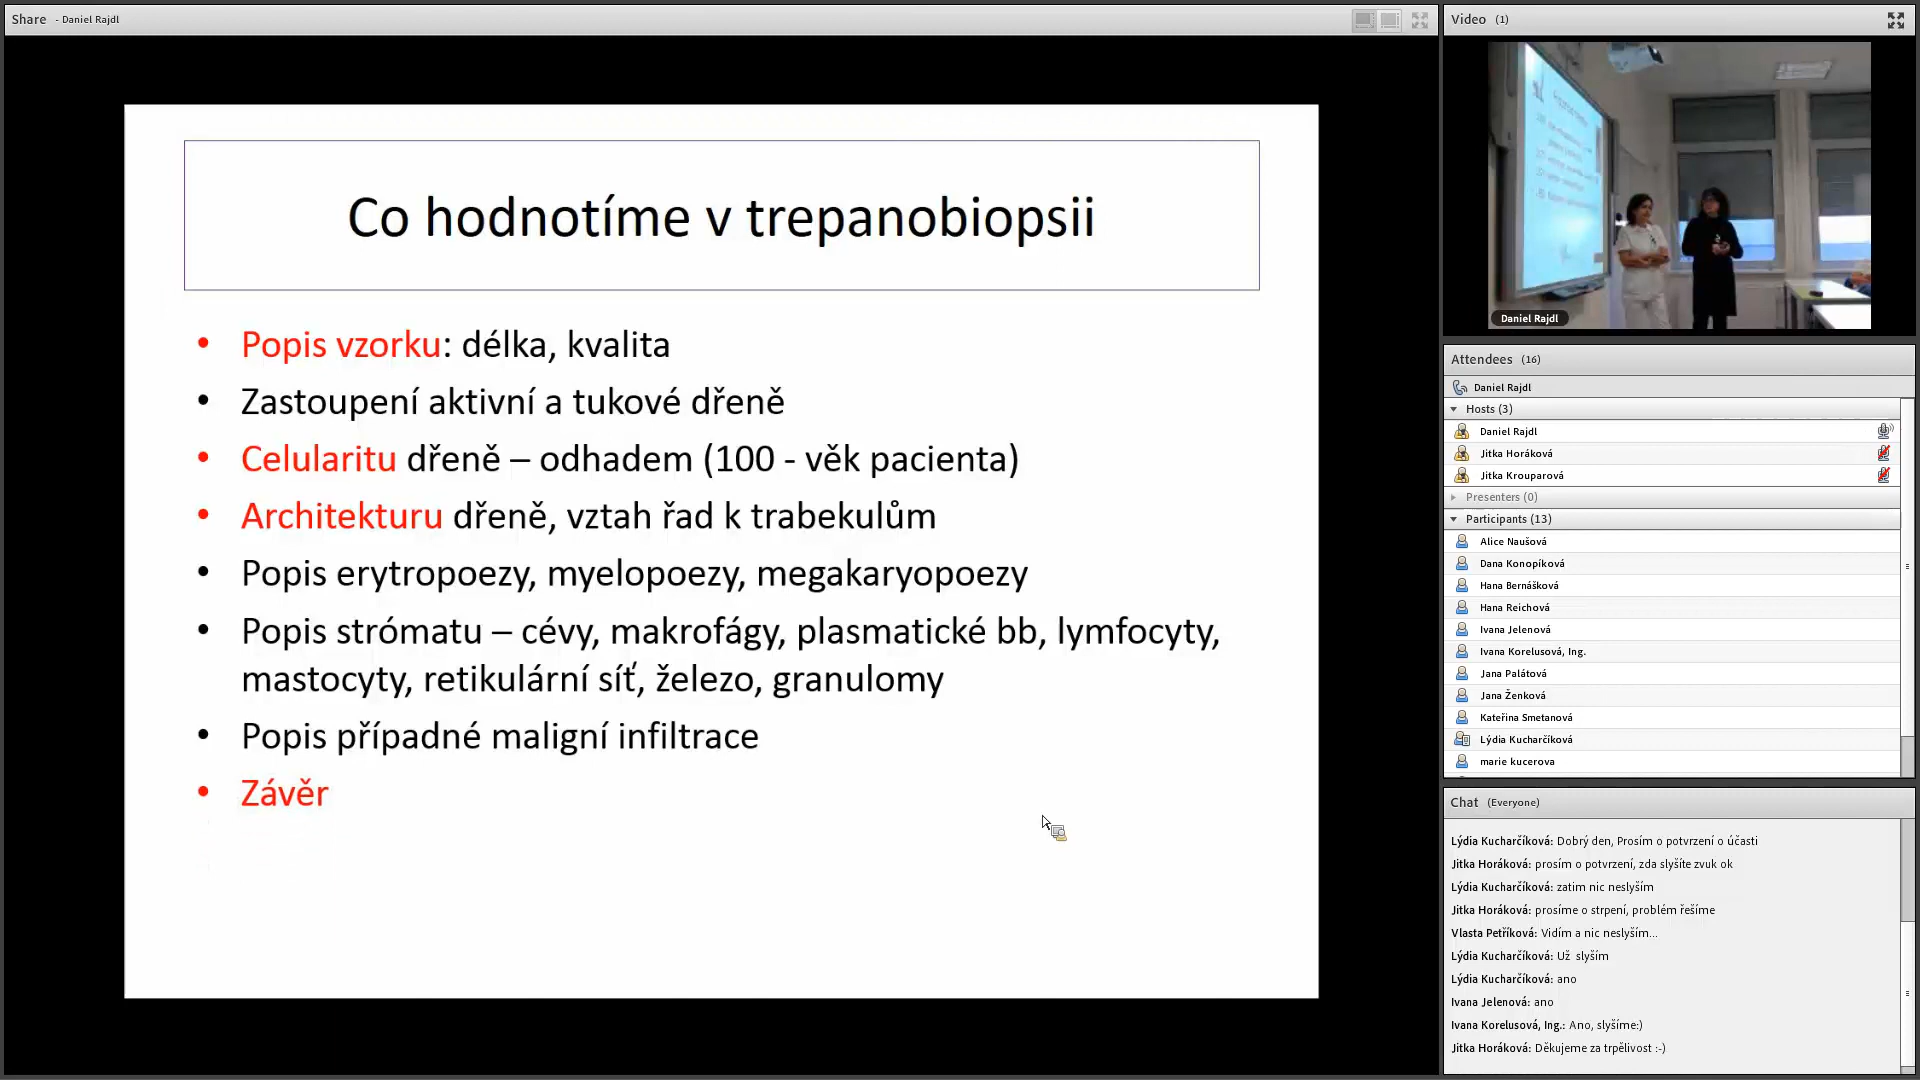 Share - Daniel Rajdl
Co hodnotíme v trepanobiopsii
• Popis vzorku: délka, kvalita
• Zastoupení aktivní a tukové dřeně
• Celularitu dřeně – odhadem (100 - věk pacienta)
• Architekturu dřeně, vztah řad k trabekulům
• Popis erytropoezy, myelopoezy, megakaryopoezy
• Popis strómatu – cévy, makrofágy, plasmatické bb, lymfocyty,
mastocyty, retikulární síť, železo, granulomy
• Popis případné maligní infiltrace
• Závěr
Video (1)
Daniel Rajdl
Attendees (16)
Daniel Rajdl
Hosts (3)
Daniel Rajdl
Jitka Horáková
Jitka Krouparová
Presenters (0)
Participants (13)
Alice Naušová
Dana Konopíková
Hana Bernášková
Hana Reichová
Ivana Jelenová
Ivana Korelusová, Ing.
Jana Palátová
Jana Ženková
Kateřina Smetanová
Lýdia Kucharčíková
marie kucerova
Chat (Everyone)
Lýdia Kucharčíková: Dobrý den, Prosím o potvrzení o účasti
Jitka Horáková: prosím o potvrzení, zda slyšíte zvuk ok
Lýdia Kucharčíková: zatim nic neslyším
Jitka Horáková: prosíme o strpení, problém řešíme
Vlasta Petříková: Vidím a nic neslyším...
Lýdia Kucharčíková: Už slyším
Lýdia Kucharčíková: ano
Ivana Jelenová: ano
Ivana Korelusová, Ing.: Ano, slyšíme:)
Jitka Horáková: Děkujeme za trpělivost :-)